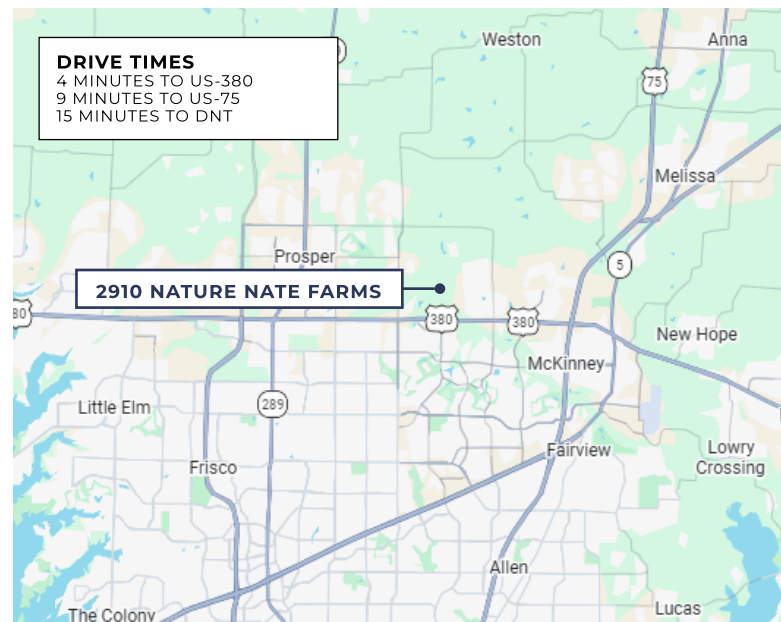 Weston
Anna
DRIVE TIMES
4 MINUTES TO US-380
9 MINUTES TO US-75
15 MINUTES TO DNT
75
Melissa
Prosper
5
2910 NATURE NATE FARMS
80
380
380
New Hope
McKinney
289
Little Elm
Fairview
Frisco
Lowry
Crossing
Allen
The Colony
Lucas